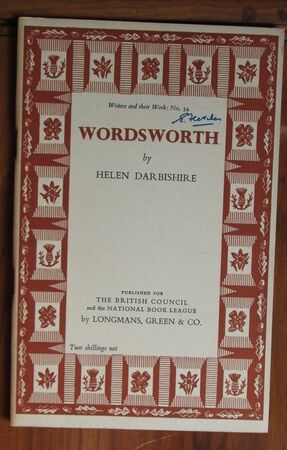 Writers and their Work: No. 34
WORDSWORTH
by
HELEN DARBISHIRE
PUBLISHED FOR
THE BRITISH COUNCIL
and the NATIONAL BOOK LEAGUE
by LONGMANS, GREEN & CO.
Two shillings net